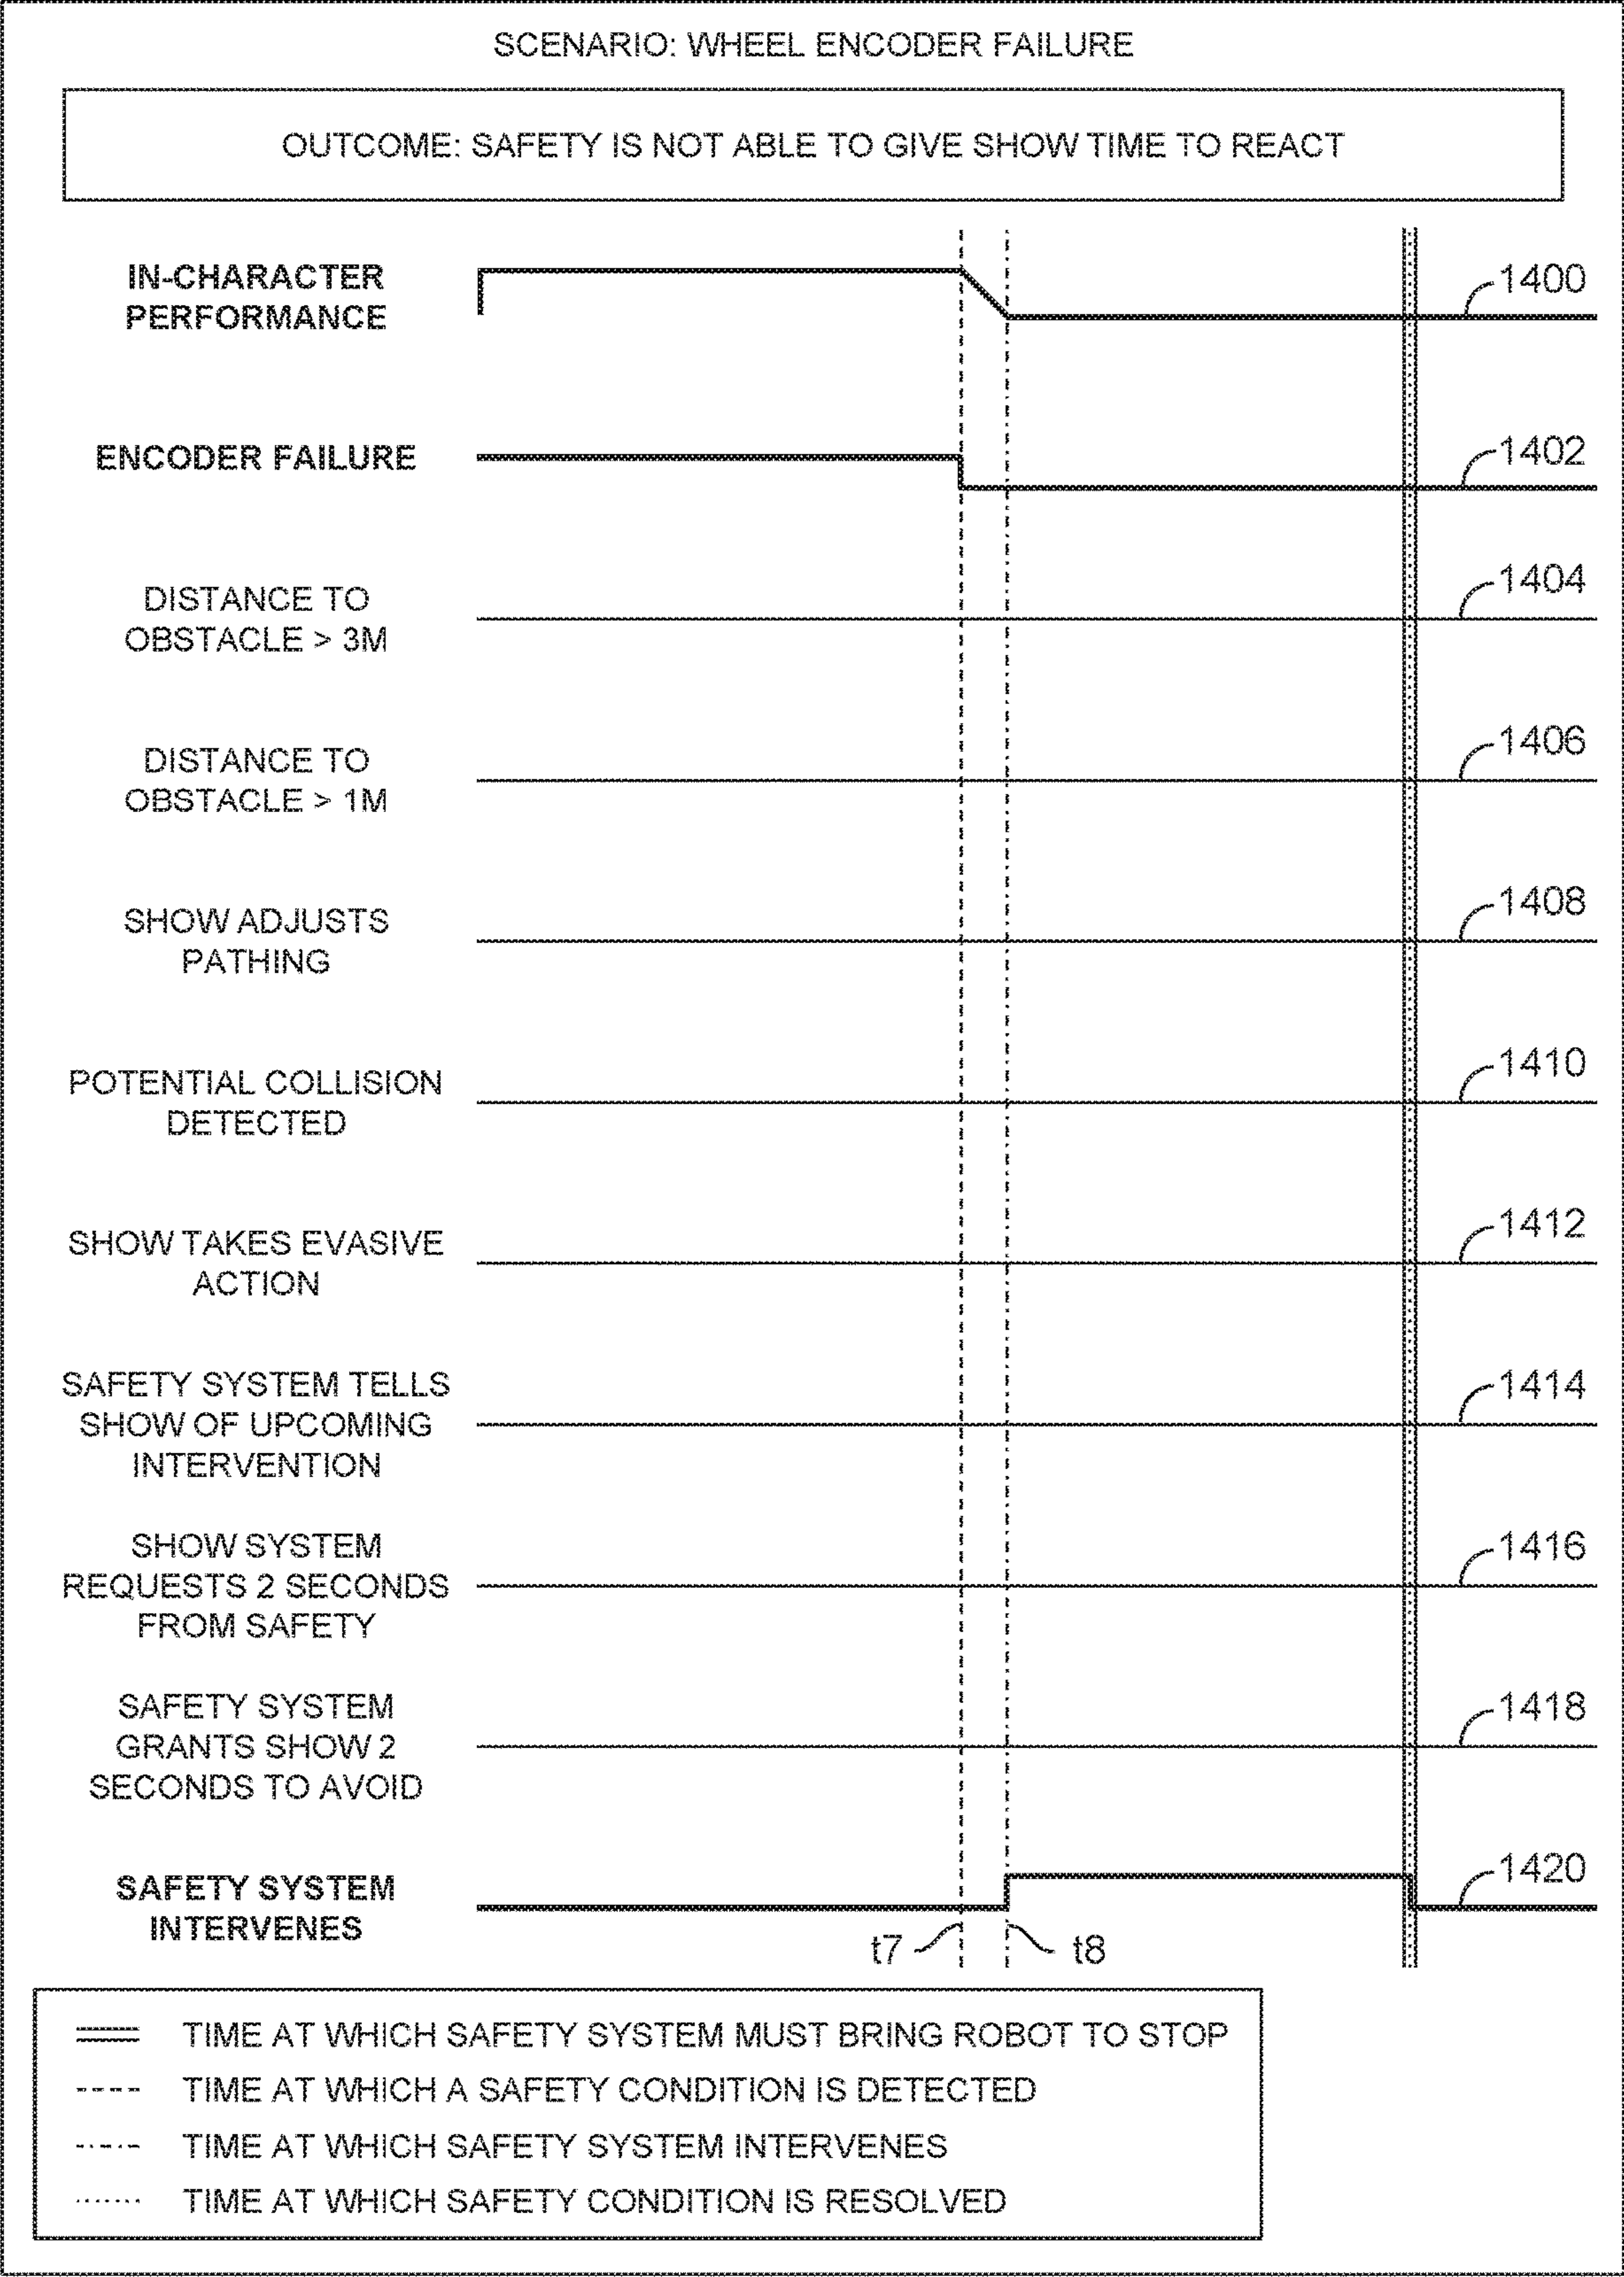 SCENARIO: WHEEL ENCODER FAILURE
OUTCOME: SAFETY IS NOT ABLE TO GIVE SHOW TIME TO REACT
IN-CHARACTER
PERFORMANCE
1400
ENCODER FAILURE
1402
DISTANCE TO
OBSTACLE > 3M
1404
DISTANCE TO
OBSTACLE > 1M
1406
SHOW ADJUSTS
PATHING
1408
POTENTIAL COLLISION
DETECTED
1410
SHOW TAKES EVASIVE
ACTION
1412
SAFETY SYSTEM TELLS
SHOW OF UPCOMING
INTERVENTION
1414
SHOW SYSTEM
REQUESTS 2 SECONDS
FROM SAFETY
1416
SAFETY SYSTEM
GRANTS SHOW 2
SECONDS TO AVOID
1418
SAFETY SYSTEM
INTERVENES
1420
t7
t8
TIME AT WHICH SAFETY SYSTEM MUST BRING ROBOT TO STOP
TIME AT WHICH A SAFETY CONDITION IS DETECTED
TIME AT WHICH SAFETY SYSTEM INTERVENES
TIME AT WHICH SAFETY CONDITION IS RESOLVED